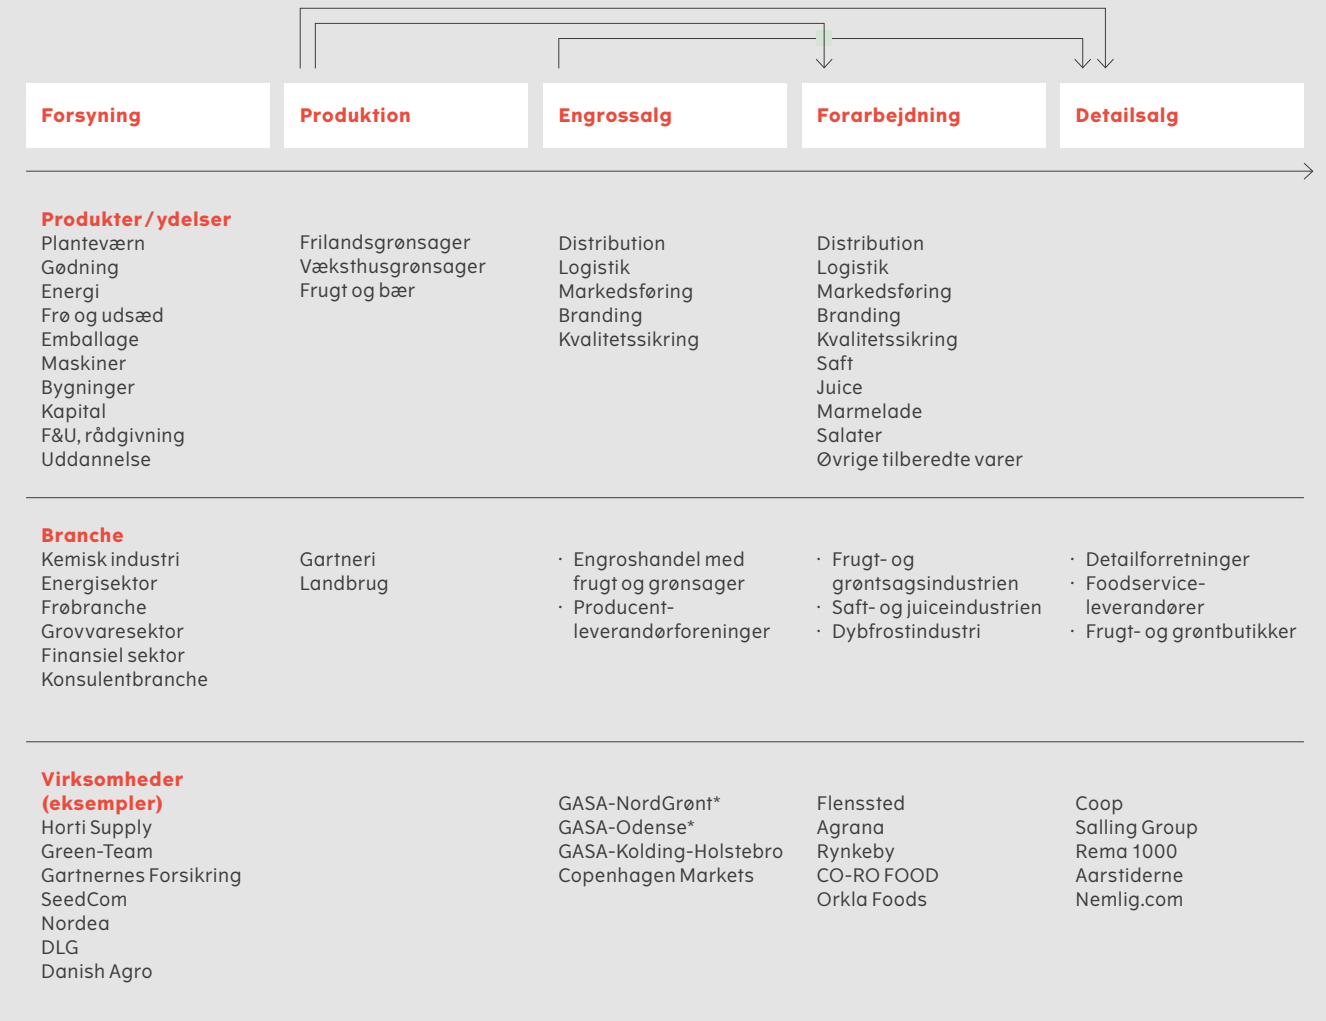 Forsyning
Produktion
Engrossalg
Forarbejdning
Detailsalg
Produkter / ydelser
Planteværn
Gødning
Energi
Frø og udsæd
Emballage
Maskiner
Bygninger
Kapital
F&U, rådgivning
Uddannelse
Frilandsgrønsager
Væksthusgrønsager
Frugt og bær
Distribution
Logistik
Markedsføring
Branding
Kvalitetssikring
Distribution
Logistik
Markedsføring
Branding
Kvalitetssikring
Saft
Juice
Marmelade
Salater
Øvrige tilberedte varer
Branche
Kemisk industri
Energisektor
Frøbranche
Grovvaresektor
Finansiel sektor
Konsulentbranche
Gartneri
Landbrug
· Engroshandel med
frugt og grønsager
· Producent-
leverandørforeninger
· Frugt- og
grøntsagsindustrien
· Saft- og juiceindustrien
· Dybfrostindustri
· Detailforretninger
· Foodservice-
leverandører
· Frugt- og grøntbutikker
Virksomheder
(eksempler)
Horti Supply
Green-Team
Gartnernes Forsikring
SeedCom
Nordea
DLG
Danish Agro
GASA-NordGrønt*
GASA-Odense*
GASA-Kolding-Holstebro
Copenhagen Markets
Flenssted
Agrana
Rynkeby
CO-RO FOOD
Orkla Foods
Coop
Salling Group
Rema 1000
Aarstiderne
Nemlig.com